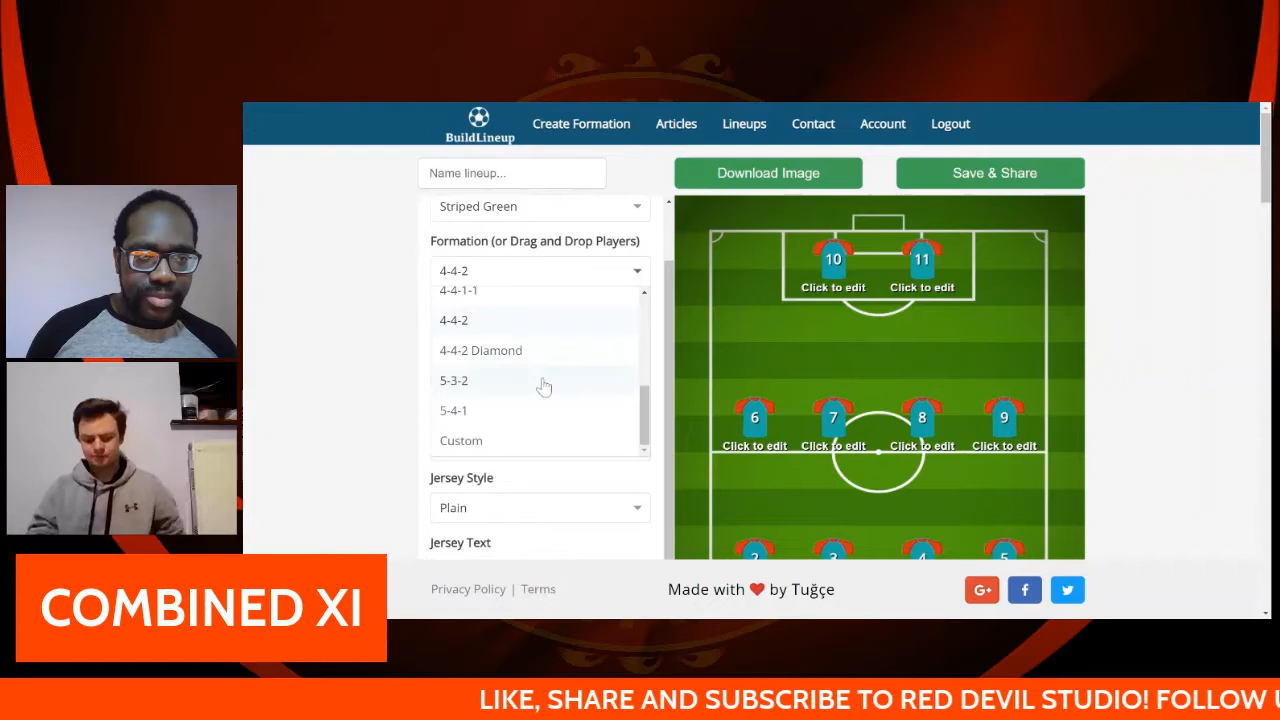 BuildLineup
Create Formation
Articles
Lineups
Contact
Account
Logout
Name lineup...
Download Image
Save & Share
Striped Green
Formation (or Drag and Drop Players)
4-4-2
4-4-1-1
4-4-2
4-4-2 Diamond
5-3-2
5-4-1
Custom
Jersey Style
Plain
Jersey Text
10 11
Click to edit Click to edit
6 7 8 9
Click to edit Click to edit Click to edit Click to edit
2 3 4 5
Privacy Policy | Terms
Made with ❤ by Tuğçe
G+ f
COMBINED XI
LIKE, SHARE AND SUBSCRIBE TO RED DEVIL STUDIO! FOLLOW U